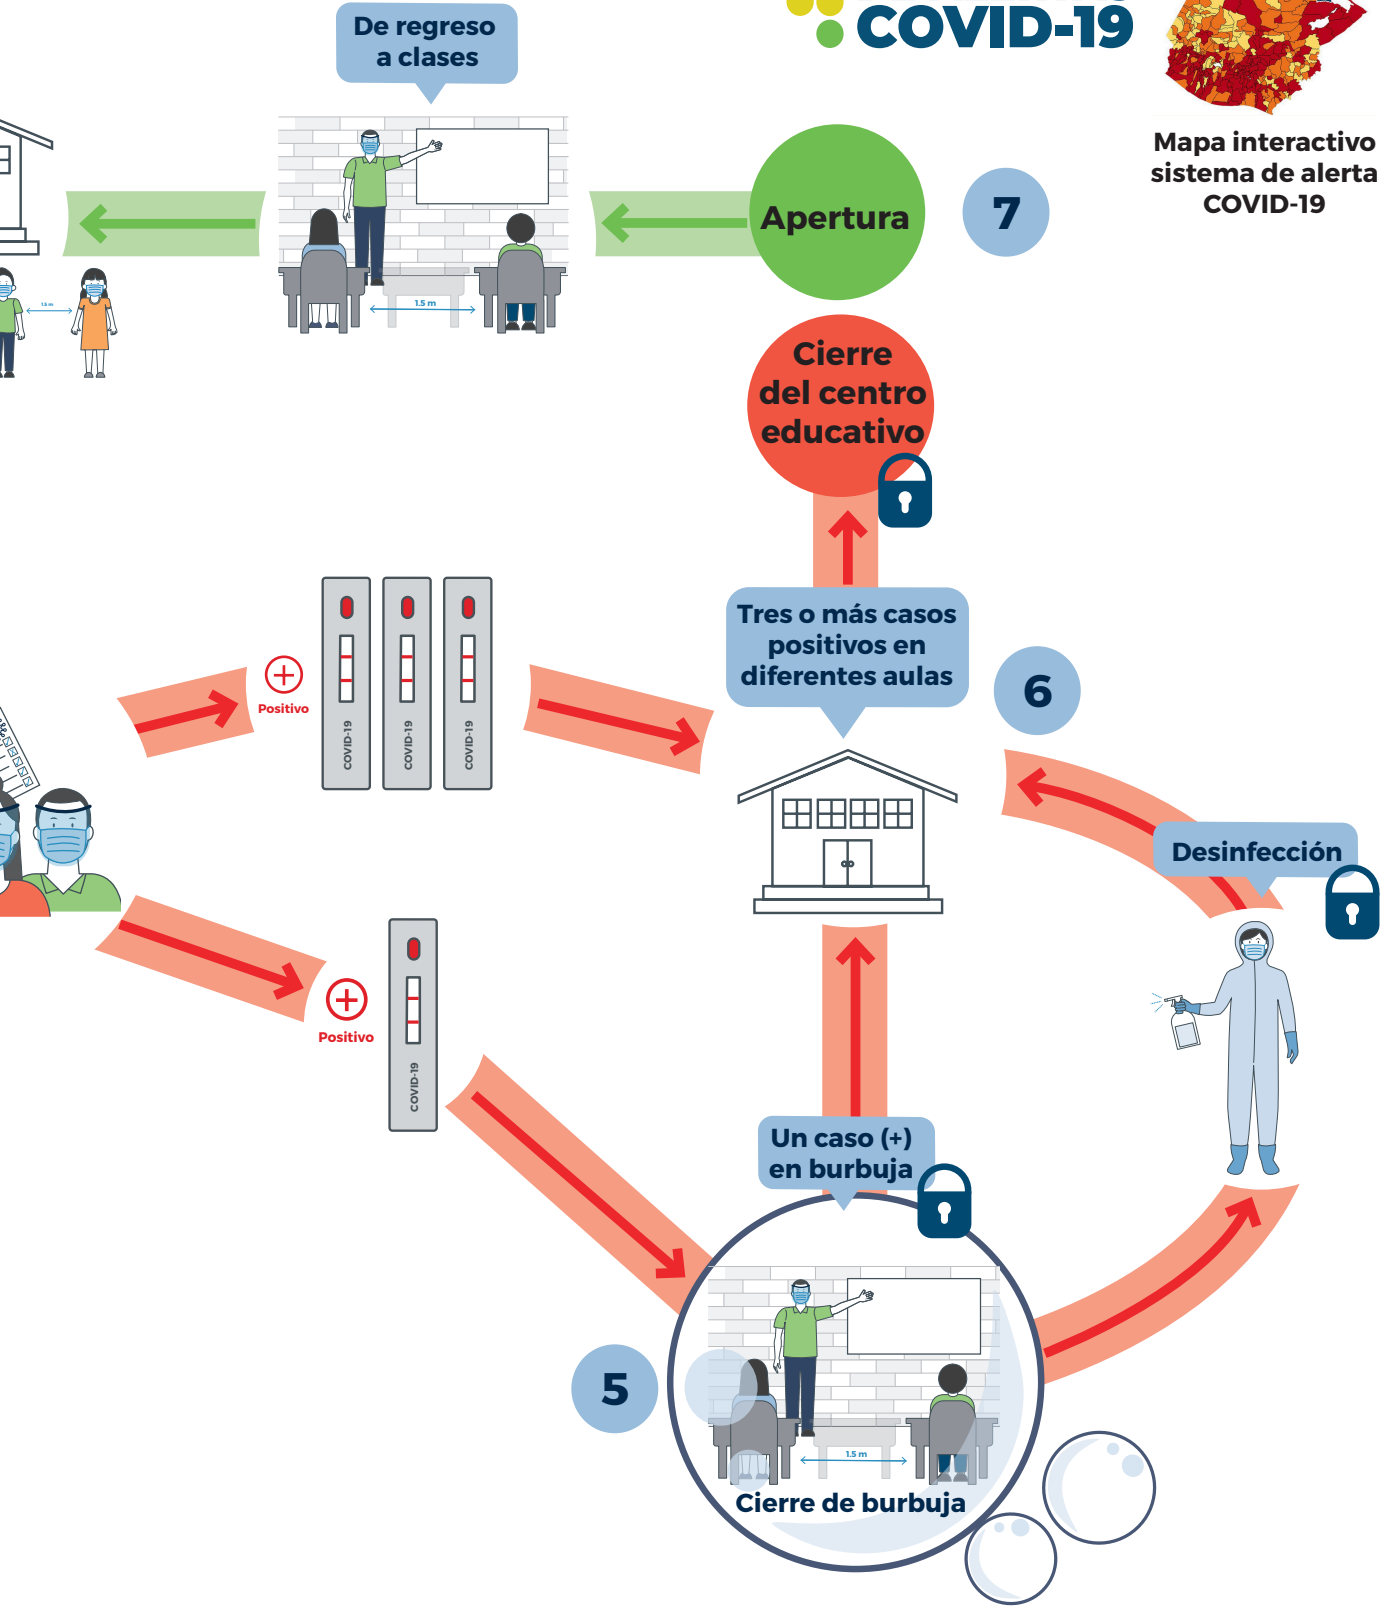 De regreso
a clases
COVID-19
Mapa interactivo
sistema de alerta
COVID-19
Apertura
7
1.5 m
1.5 m
Cierre
del centro
educativo
Tres o más casos
positivos en
diferentes aulas
6
Positivo
COVID-19
COVID-19
COVID-19
Desinfección
Positivo
COVID-19
Un caso (+)
en burbuja
5
1.5 m
Cierre de burbuja